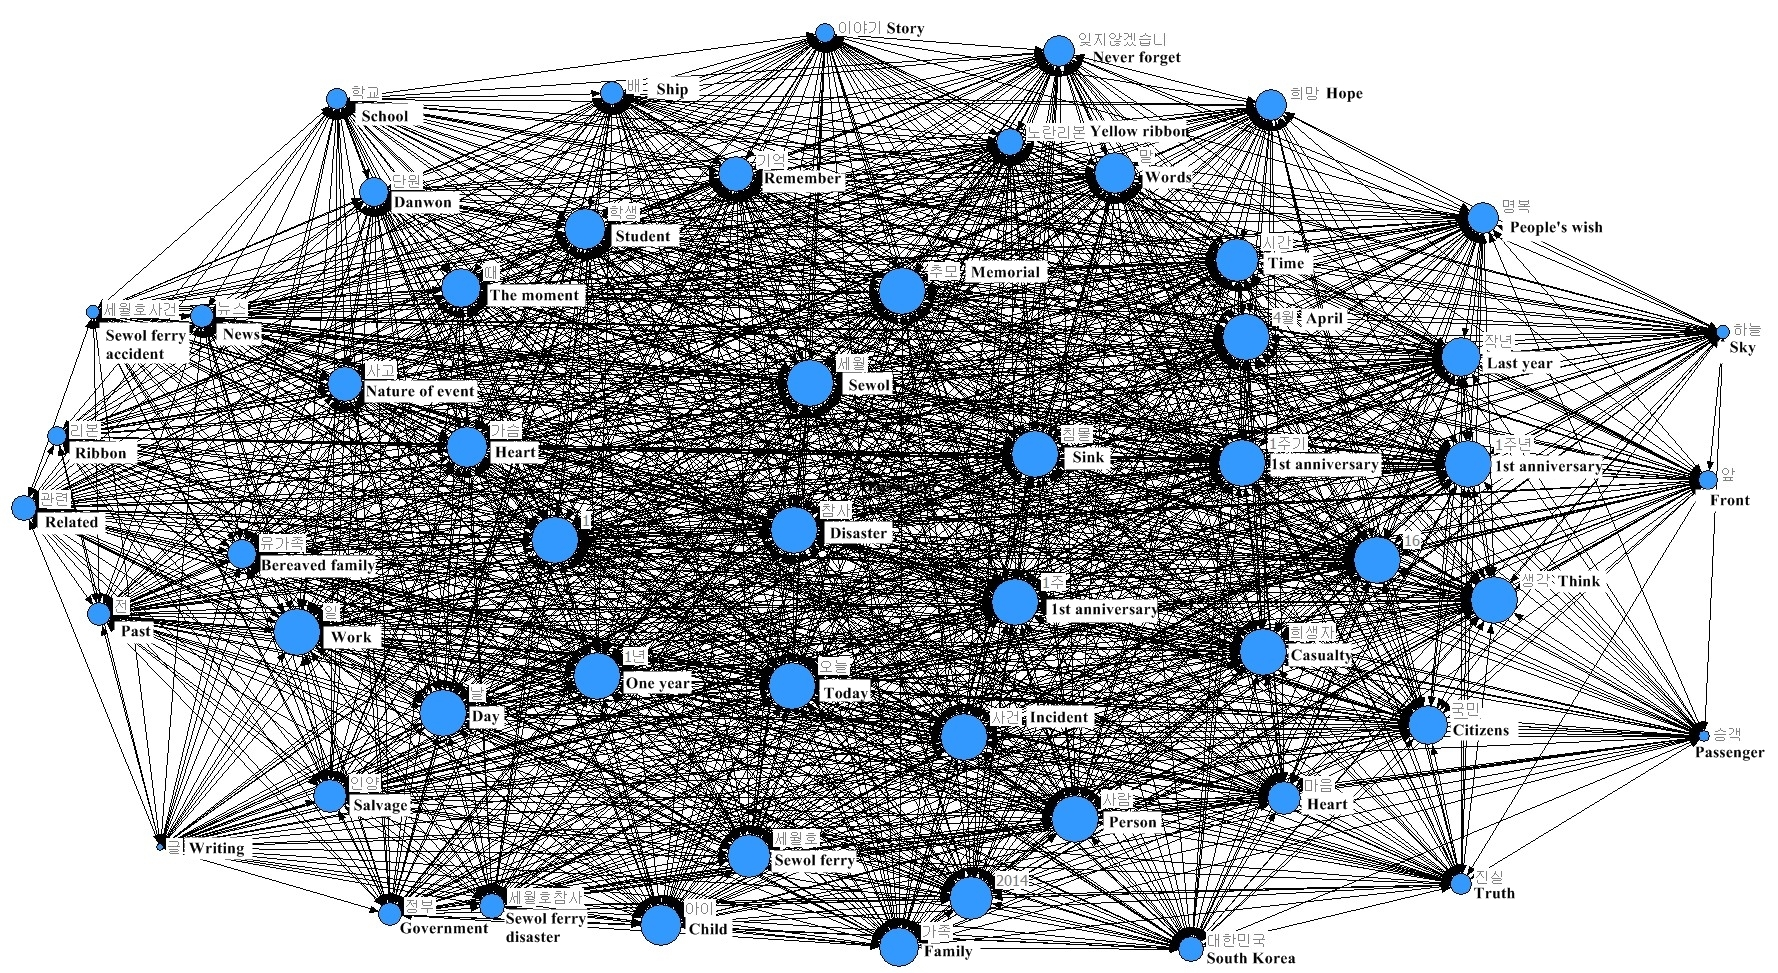 이야기 Story
잊지않겠습니
Never forget
학교
School
배 Ship
희망 Hope
노란리본 Yellow ribbon
기억
Remember
말
Words
단원
Danwon
학생
Student
명복
People's wish
시간
Time
때
The moment
추모 Memorial
세월호사건
Sewol ferry
accident
뉴스
News
4월 April
하늘
Sky
작년
Last year
사고
Nature of event
세월
Sewol
리본
Ribbon
가슴
Heart
침몰
Sink
1주기
1st anniversary
1주년
1st anniversary
앞
Front
관련
Related
1
참사
Disaster
16
유가족
Bereaved family
1주
1st anniversary
생각 Think
전
Past
일
Work
희생자
Casualty
1년
One year
오늘
Today
날
Day
사건 Incident
국민
Citizens
승객
Passenger
인양
Salvage
마음
Heart
사람
Person
글 Writing
세월호
Sewol ferry
2014
진실
Truth
정부
Government
세월호참사
Sewol ferry
disaster
아이
Child
가족
Family
대한민국
South Korea